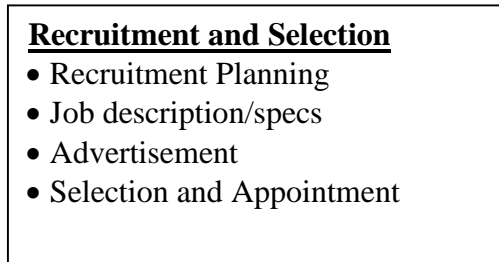 Recruitment and Selection
• Recruitment Planning
• Job description/specs
• Advertisement
• Selection and Appointment